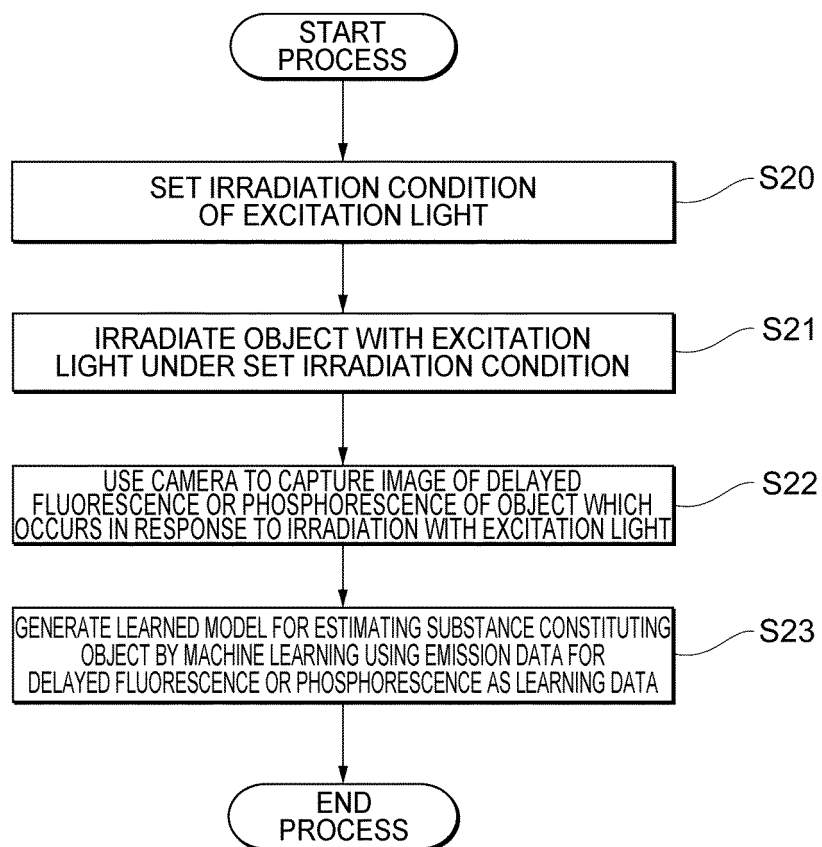 START
PROCESS
SET IRRADIATION CONDITION
OF EXCITATION LIGHT
S20
IRRADIATE OBJECT WITH EXCITATION
LIGHT UNDER SET IRRADIATION CONDITION
S21
USE CAMERA TO CAPTURE IMAGE OF DELAYED
FLUORESCENCE OR PHOSPHORESCENCE OF OBJECT WHICH
OCCURS IN RESPONSE TO IRRADIATION WITH EXCITATION LIGHT
S22
GENERATE LEARNED MODEL FOR ESTIMATING SUBSTANCE CONSTITUTING
OBJECT BY MACHINE LEARNING USING EMISSION DATA FOR
DELAYED FLUORESCENCE OR PHOSPHORESCENCE AS LEARNING DATA
S23
END
PROCESS